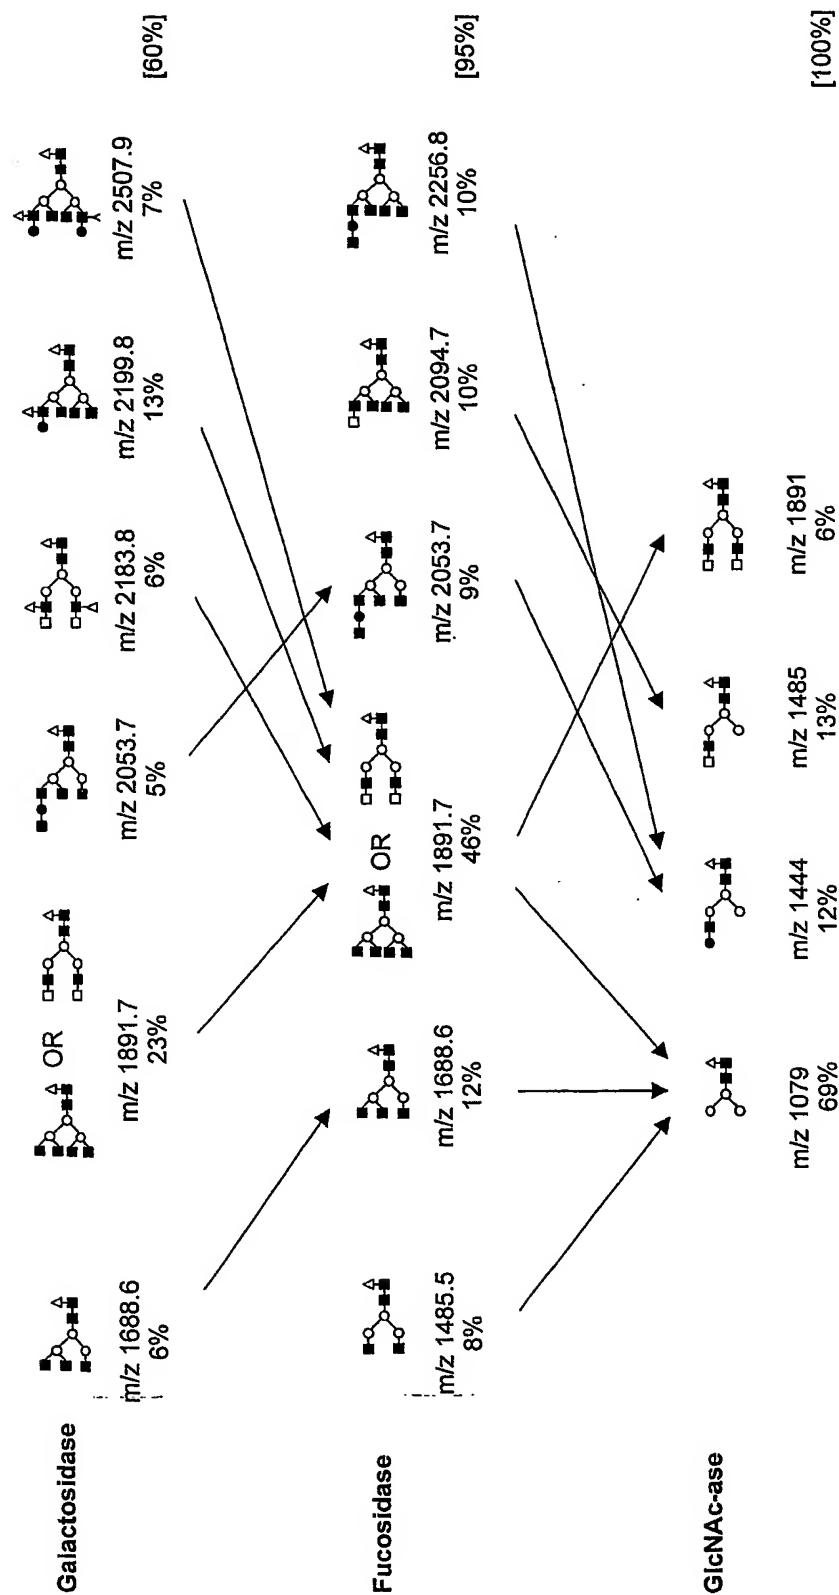 Galactosidase
m/z 1688.6
6%
OR
m/z 1891.7
23%
m/z 2053.7
5%
m/z 2183.8
6%
m/z 2199.8
13%
m/z 2507.9
7%
[60%]
Fucosidase
m/z 1485.5
8%
m/z 1688.6
12%
OR
m/z 1891.7
46%
m/z 2053.7
9%
m/z 2094.7
10%
m/z 2256.8
10%
[95%]
GlcNAc-ase
m/z 1079
69%
m/z 1444
12%
m/z 1485
13%
m/z 1891
6%
[100%]